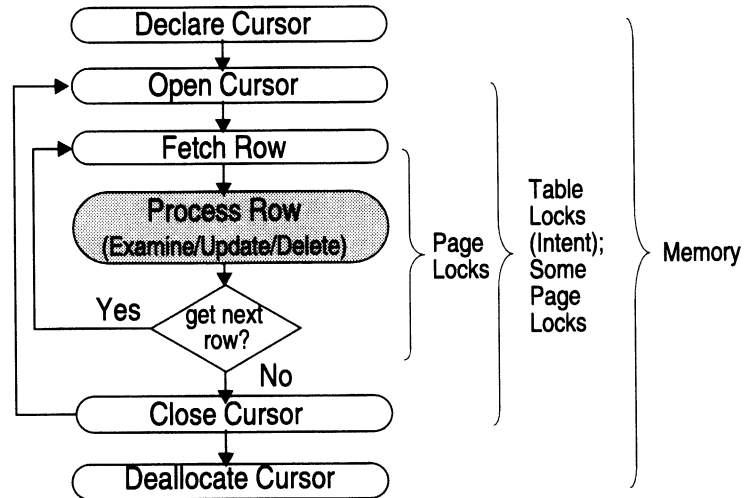 Declare Cursor
Open Cursor
Fetch Row
Process Row
(Examine/Update/Delete)
get next
row?
Yes
No
Close Cursor
Deallocate Cursor
Page
Locks
Table
Locks
(Intent);
Some
Page
Locks
Memory